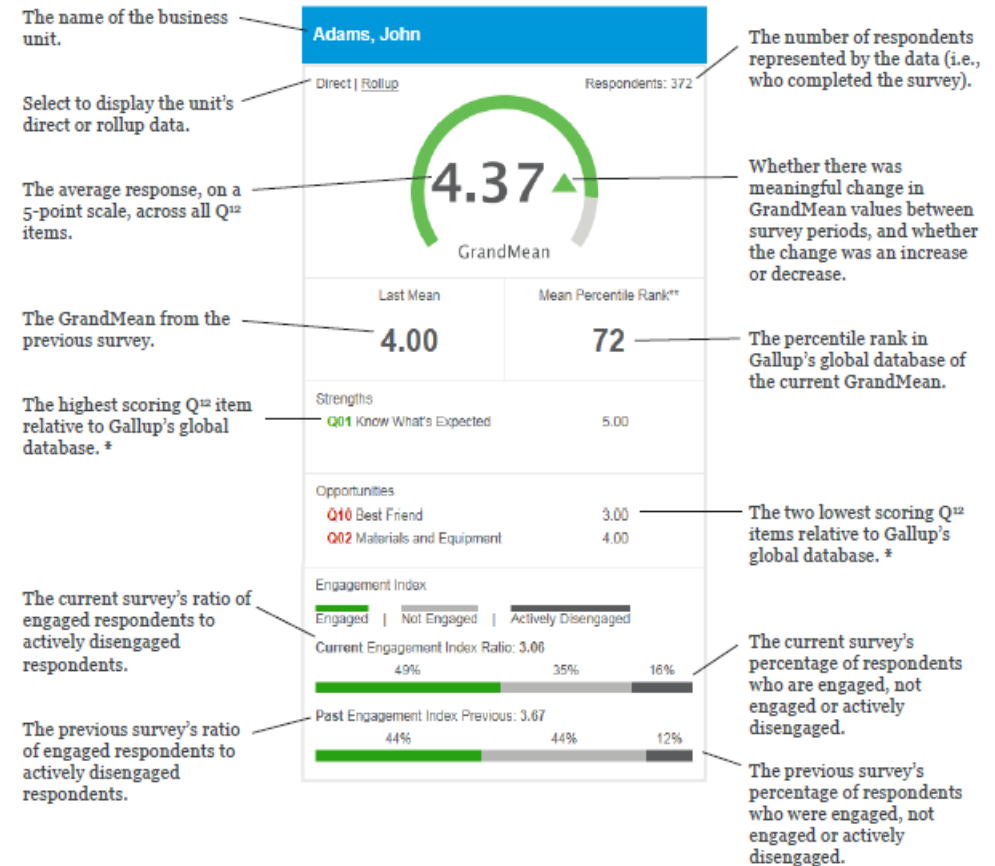 The name of the business
unit.
Select to display the unit's
direct or rollup data.
The average response, on a
5-point scale, across all Q¹²
items.
The GrandMean from the
previous survey.
The highest scoring Q¹² item
relative to Gallup's global
database. *
The current survey's ratio of
engaged respondents to
actively disengaged
respondents.
The previous survey's ratio
of engaged respondents to
actively disengaged
respondents.
Adams, John
Direct | Rollup
Respondents: 372
4.37
GrandMean
Last Mean
4.00
Mean Percentile Rank**
72
Strengths
Q01 Know What's Expected 5.00
Opportunities
Q10 Best Friend 3.00
Q02 Materials and Equipment 4.00
Engagement Index
Engaged | Not Engaged | Actively Disengaged
Current Engagement Index Ratio: 3.06
49% 35% 16%
Past Engagement Index Previous: 3.67
44% 44% 12%
The number of respondents
represented by the data (i.e.,
who completed the survey).
Whether there was
meaningful change in
GrandMean values between
survey periods, and whether
the change was an increase
or decrease.
The percentile rank in
Gallup's global database of
the current GrandMean.
The two lowest scoring Q¹²
items relative to Gallup's
global database. *
The current survey's
percentage of respondents
who are engaged, not
engaged or actively
disengaged.
The previous survey's
percentage of respondents
who were engaged, not
engaged or actively
disengaged.